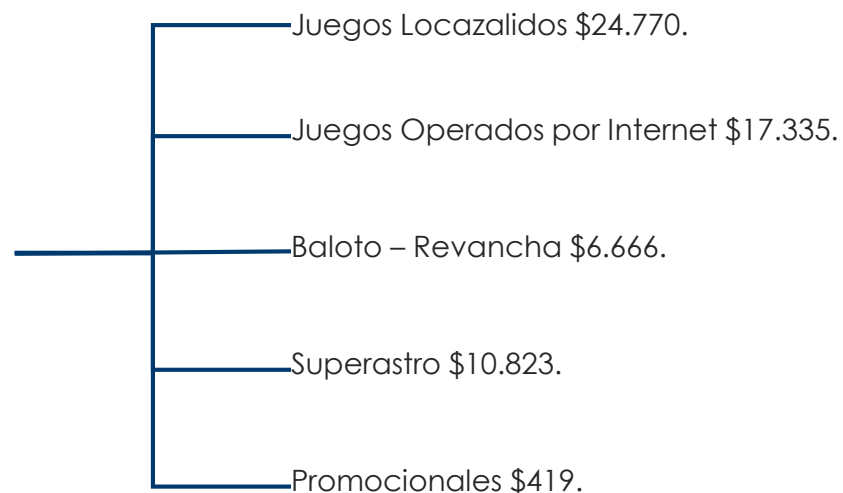 Juegos Locazalidos $24.770.
Juegos Operados por Internet $17.335.
Baloto – Revancha $6.666.
Superastro $10.823.
Promocionales $419.